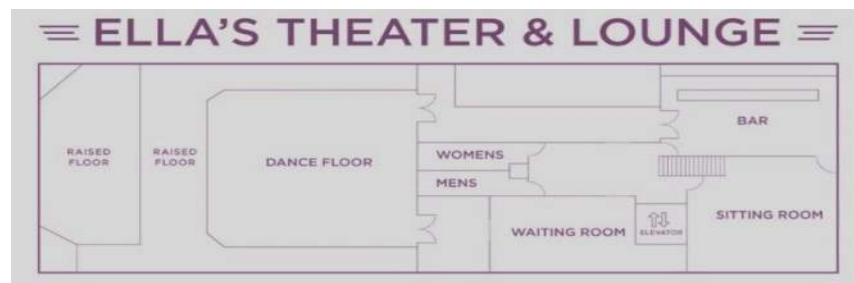 ELLA'S THEATER & LOUNGE
RAISED
FLOOR
RAISED
FLOOR
DANCE FLOOR
WOMENS
MENS
BAR
WAITING ROOM
ELEVATOR
SITTING ROOM